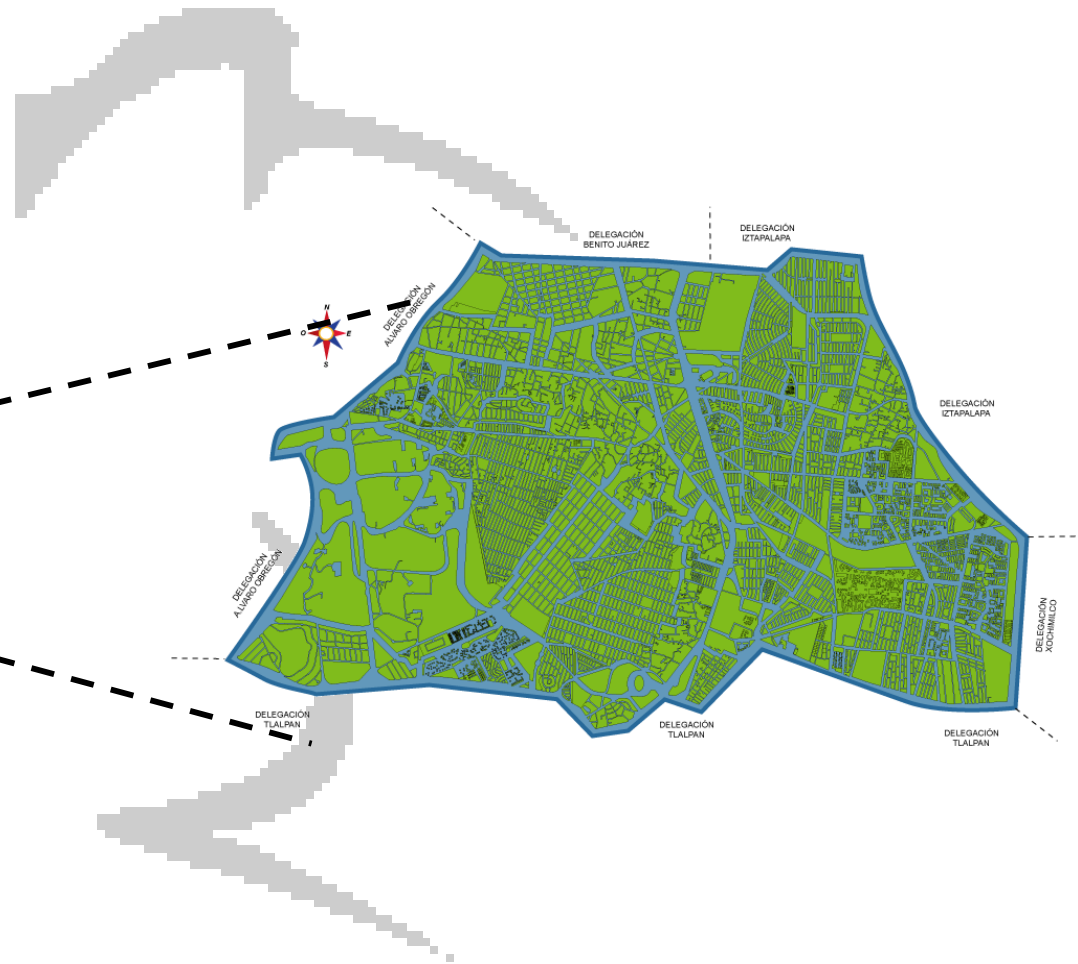 DELEGACIÓN
BENITO JUÁREZ
DELEGACIÓN
IZTAPALAPA
DELEGACIÓN
ALVARO OBREGÓN
N
O
E
S
DELEGACIÓN
IZTAPALAPA
DELEGACIÓN
ALVARO OBREGÓN
DELEGACIÓN
XOCHIMILCO
DELEGACIÓN
TLALPAN
DELEGACIÓN
TLALPAN
DELEGACIÓN
TLALPAN